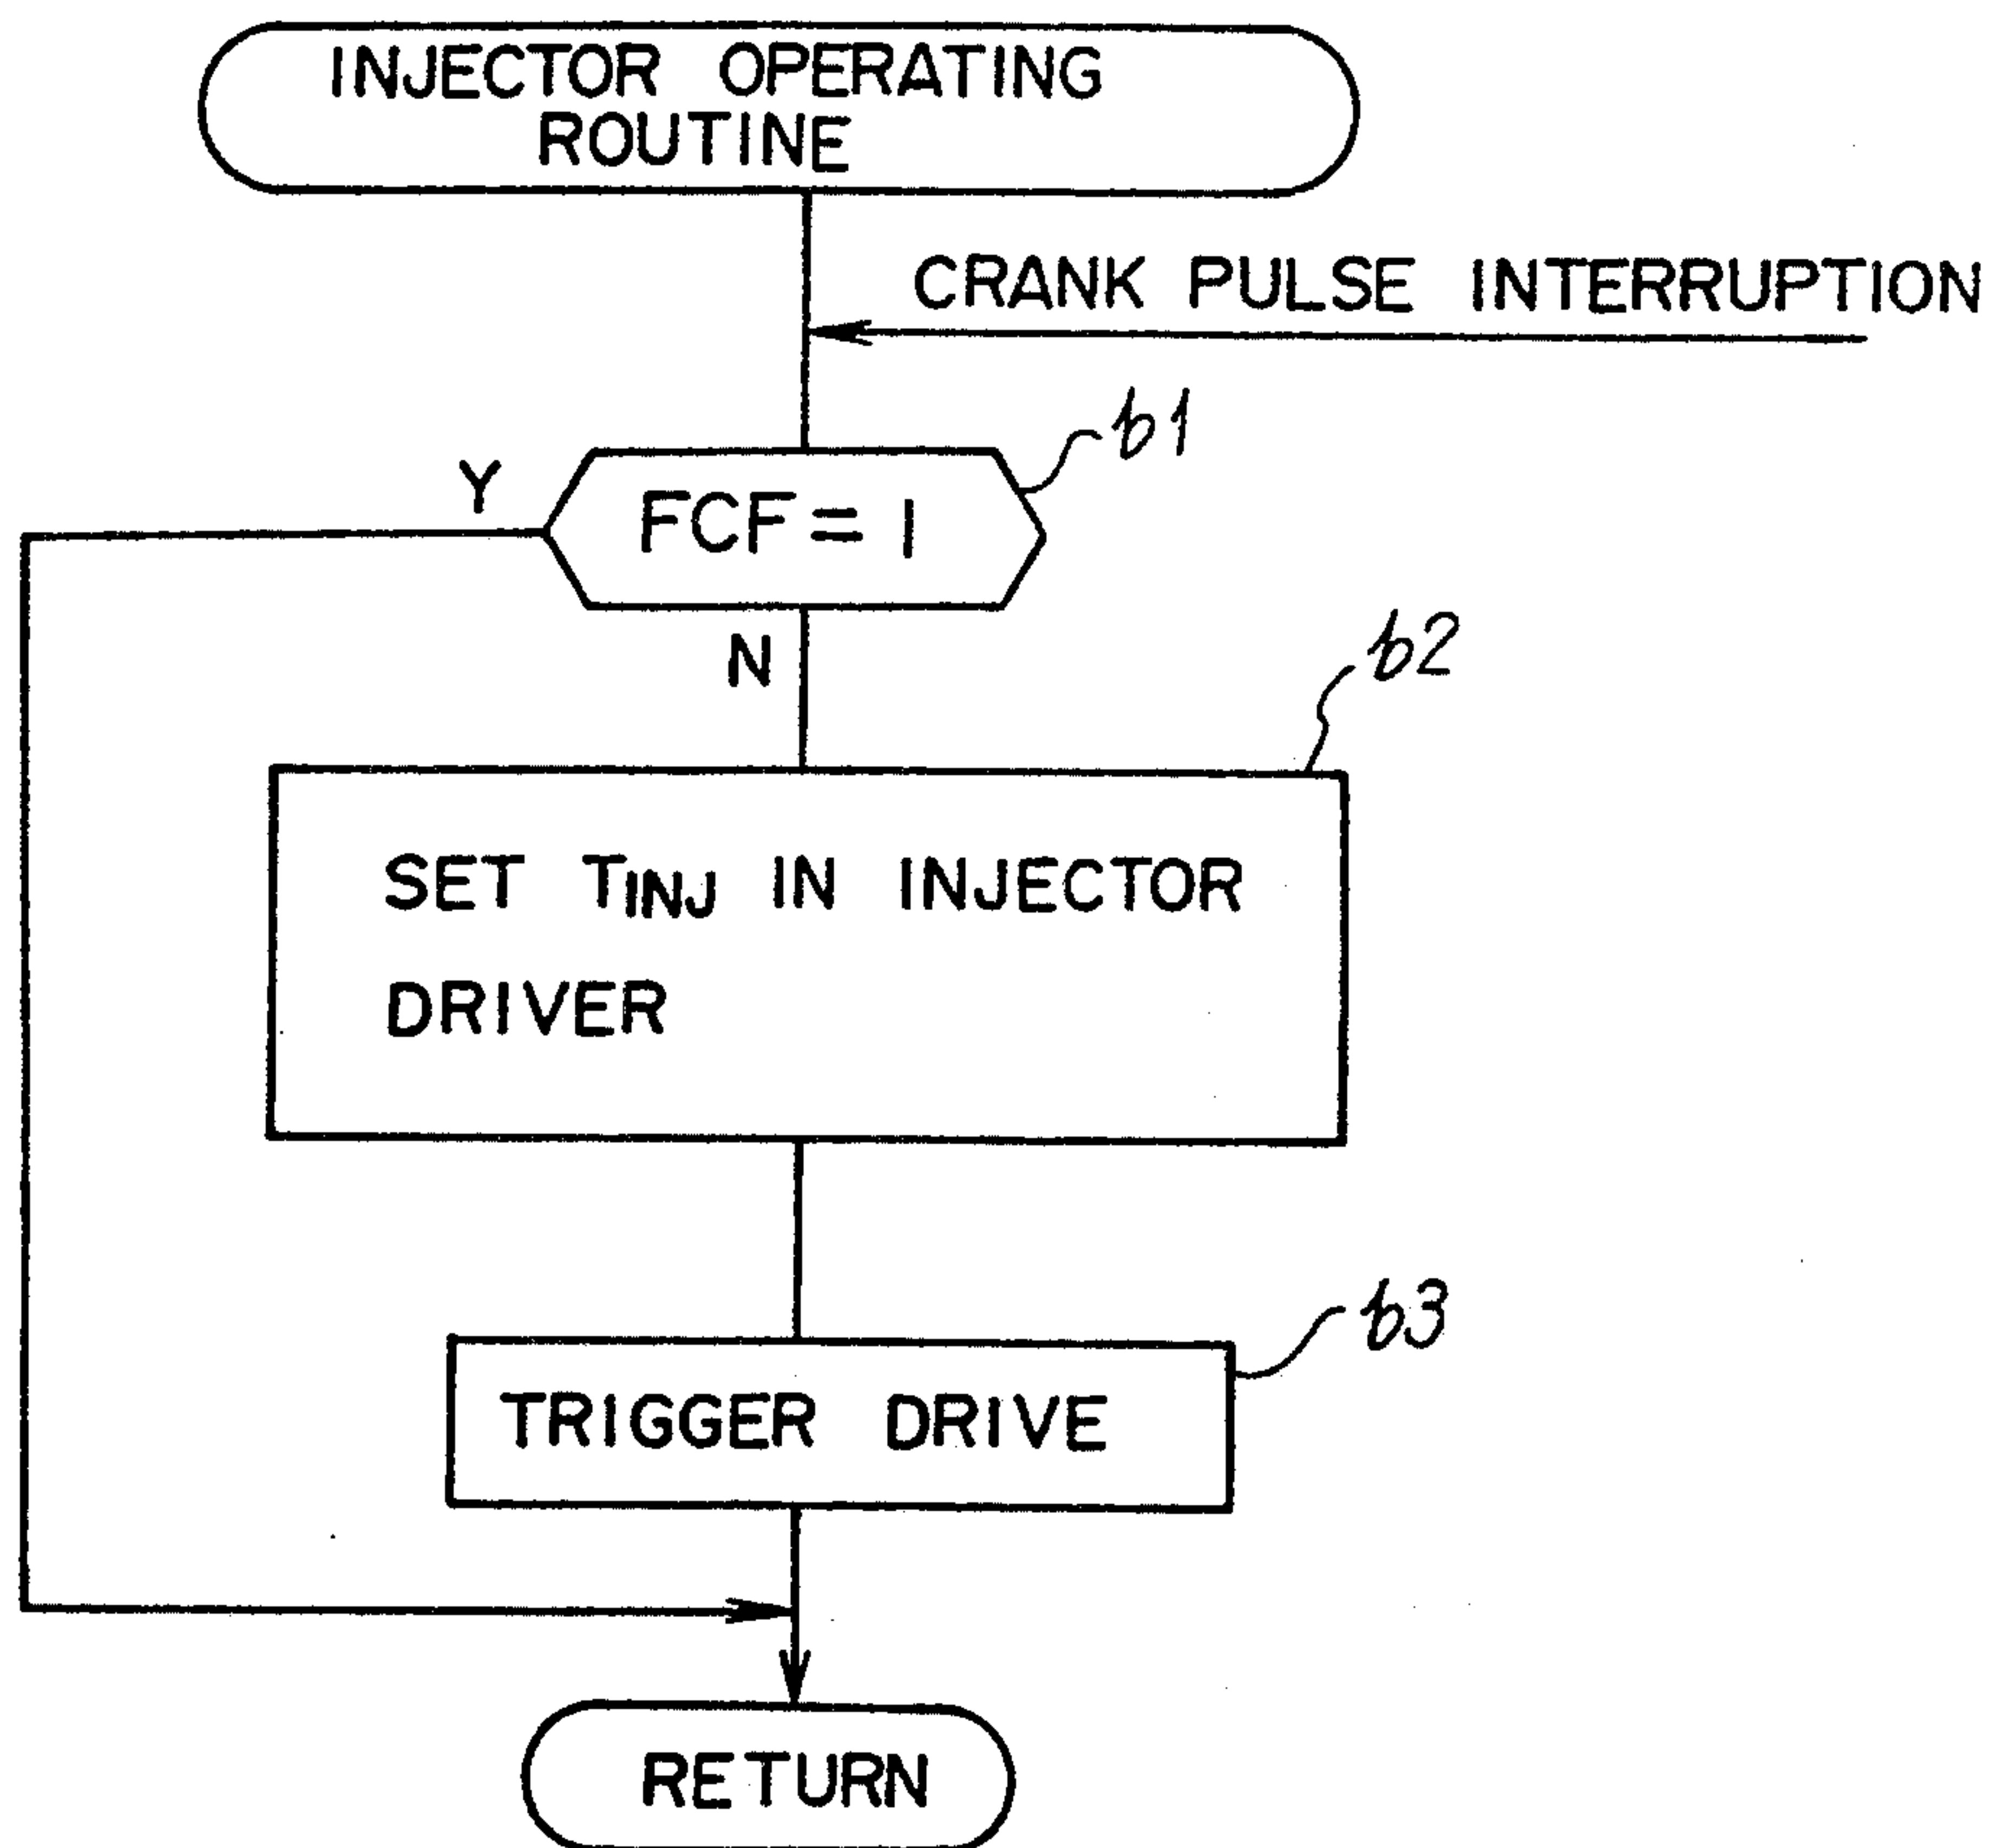 INJECTOR OPERATING
ROUTINE
CRANK PULSE INTERRUPTION
b1
Y
FCF = 1
N
b2
SET TINJ IN INJECTOR
DRIVER
b3
TRIGGER DRIVE
RETURN